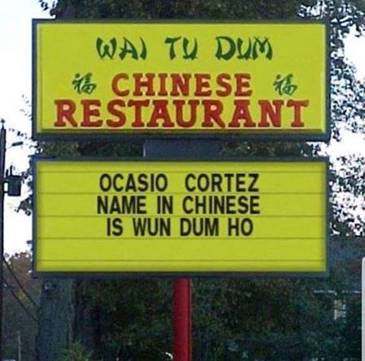 WAI TU DUM
福 CHINESE 福
RESTAURANT
OCASIO CORTEZ
NAME IN CHINESE
IS WUN DUM HO